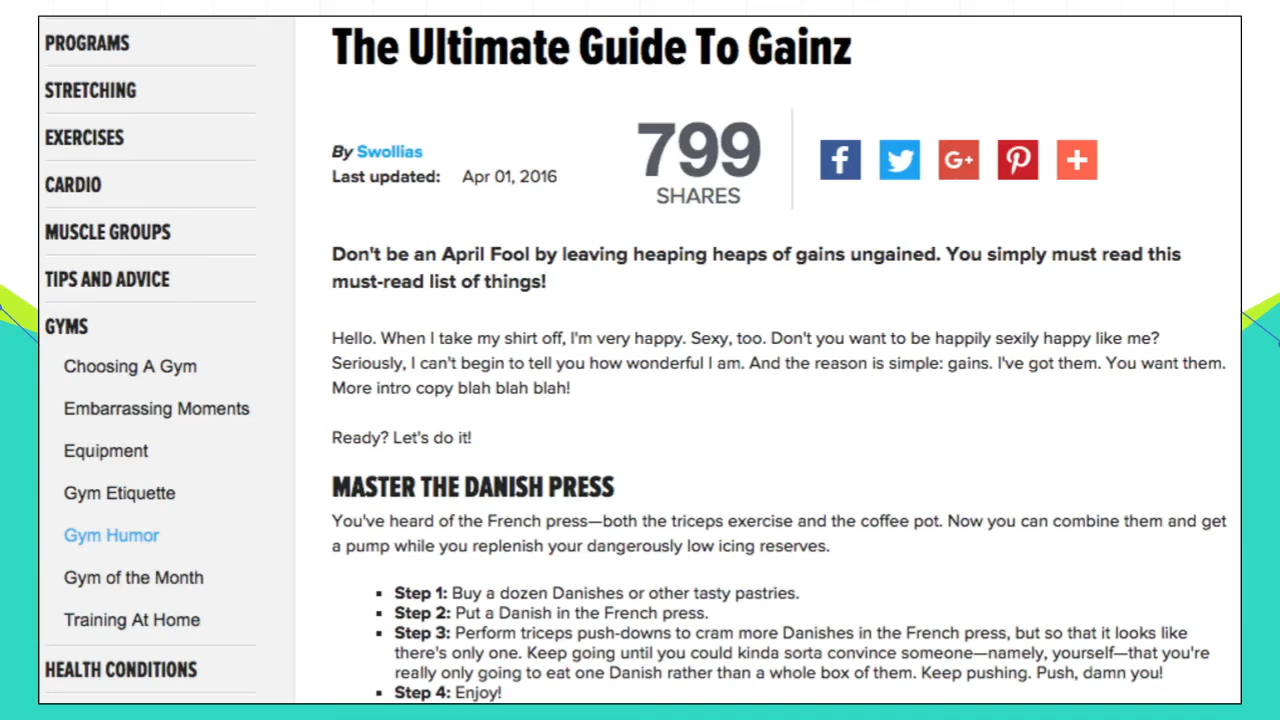 PROGRAMS
STRETCHING
EXERCISES
CARDIO
MUSCLE GROUPS
TIPS AND ADVICE
GYMS
Choosing A Gym
Embarrassing Moments
Equipment
Gym Etiquette
Gym Humor
Gym of the Month
Training At Home
HEALTH CONDITIONS
The Ultimate Guide To Gainz
By Swollias
Last updated: Apr 01, 2016
799
SHARES
f
G+
+
Don't be an April Fool by leaving heaping heaps of gains ungained. You simply must read this
must-read list of things!
Hello. When I take my shirt off, I'm very happy. Sexy, too. Don't you want to be happily sexily happy like me?
Seriously, I can't begin to tell you how wonderful I am. And the reason is simple: gains. I've got them. You want them.
More intro copy blah blah blah!
Ready? Let's do it!
MASTER THE DANISH PRESS
You've heard of the French press—both the triceps exercise and the coffee pot. Now you can combine them and get
a pump while you replenish your dangerously low icing reserves.
▪ Step 1: Buy a dozen Danishes or other tasty pastries.
▪ Step 2: Put a Danish in the French press.
▪ Step 3: Perform triceps push-downs to cram more Danishes in the French press, but so that it looks like
there's only one. Keep going until you could kinda sorta convince someone—namely, yourself—that you're
really only going to eat one Danish rather than a whole box of them. Keep pushing. Push, damn you!
▪ Step 4: Enjoy!